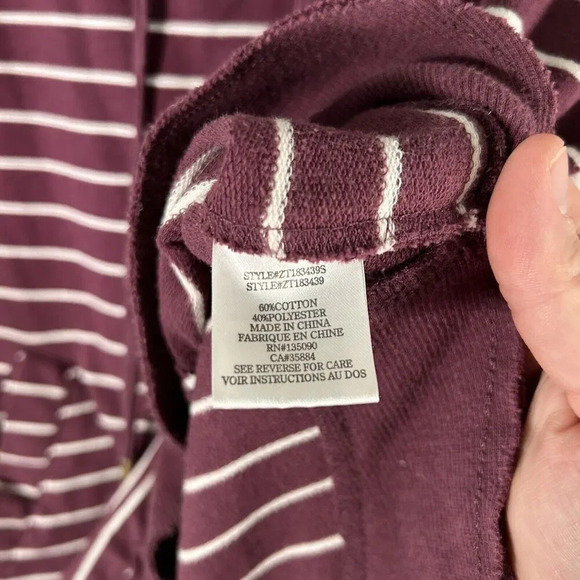 STYLE#ZT183439S
STYLE#ZT183439
60%COTTON
40%POLYESTER
MADE IN CHINA
FABRIQUE EN CHINE
RN#135090
CA#35884
SEE REVERSE FOR CARE
VOIR INSTRUCTIONS AU DOS